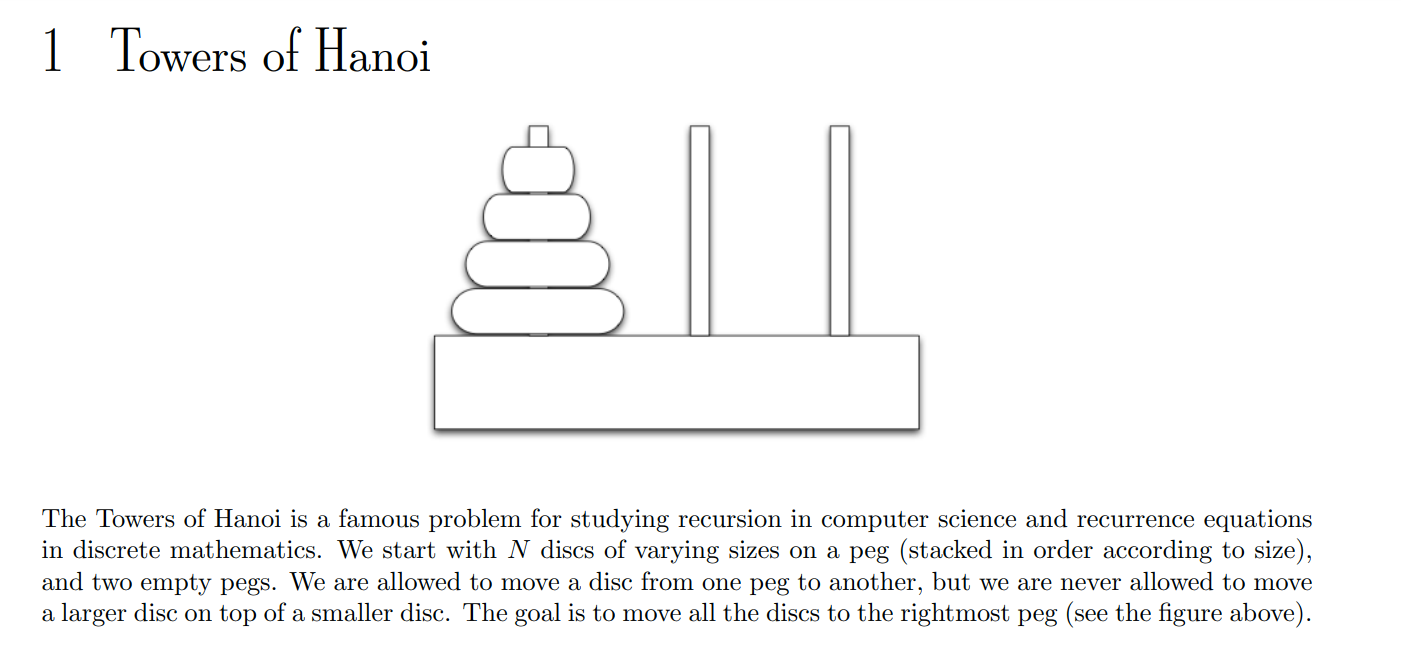 1 Towers of Hanoi
The Towers of Hanoi is a famous problem for studying recursion in computer science and recurrence equations
in discrete mathematics. We start with N discs of varying sizes on a peg (stacked in order according to size),
and two empty pegs. We are allowed to move a disc from one peg to another, but we are never allowed to move
a larger disc on top of a smaller disc. The goal is to move all the discs to the rightmost peg (see the figure above).